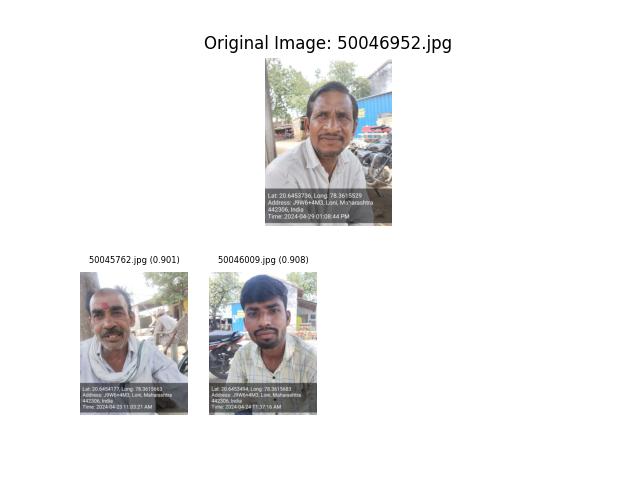 Original Image: 50046952.jpg
Lat: 20.6453736, Long: 78.3615529
Address: J9W6+4M3, Loni, Maharashtra
442306, India
Time: 2024-04-29 01:08:44 PM
50045762.jpg (0.901)
50046009.jpg (0.908)
Lat: 20.6454177, Long: 78.3615663
Address: J9W6+4M3, Loni, Maharashtra
442306, India
Time: 2024-04-23 11:03:21 AM
Lat: 20.6453494, Long: 78.3615683
Address: J9W6+4M3, Loni, Maharashtra
442306, India
Time: 2024-04-24 11:37:16 AM